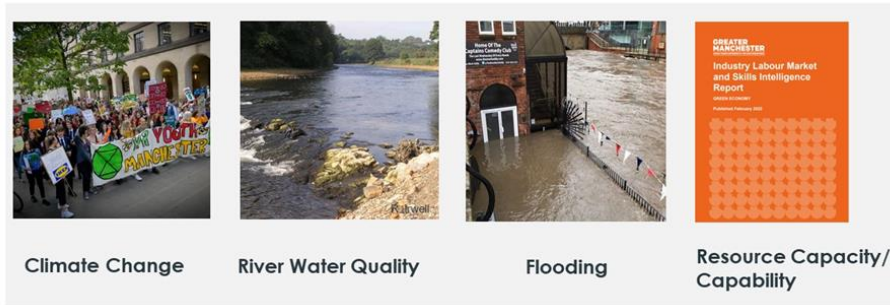 YOUTH
MANCHESTER
Home Of The
Captains Comedy Club
GREATER
MANCHESTER
Industry Labour Market
and Skills Intelligence
Report
GREEN ECONOMY
Published February 2022
Climate Change
River Water Quality
Flooding
Resource Capacity/
Capability